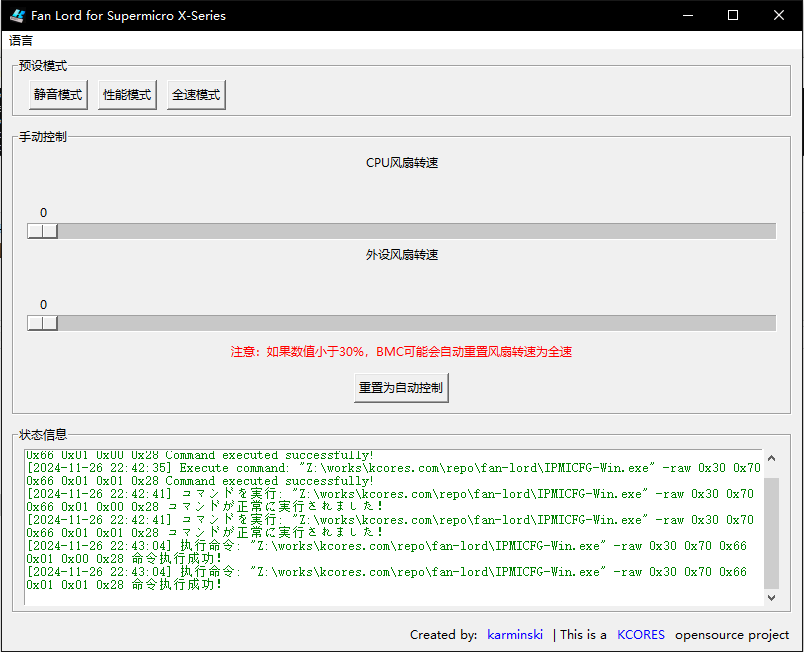 Fan Lord for Supermicro X-Series
语言
预设模式
静音模式 性能模式 全速模式
手动控制
CPU风扇转速
0
外设风扇转速
0
注意：如果数值小于30%，BMC可能会自动重置风扇转速为全速
重置为自动控制
状态信息
0x66 0x01 0x00 0x28 Command executed successfully!
[2024-11-26 22:42:35] Execute command: "Z:\works\kcores.com\repo\fan-lord\IPMICFG-Win.exe" -raw 0x30 0x70
0x66 0x01 0x01 0x28 Command executed successfully!
[2024-11-26 22:42:41] コマンドを実行: "Z:\works\kcores.com\repo\fan-lord\IPMICFG-Win.exe" -raw 0x30 0x70
0x66 0x01 0x00 0x28 コマンドが正常に実行されました!
[2024-11-26 22:42:41] コマンドを実行: "Z:\works\kcores.com\repo\fan-lord\IPMICFG-Win.exe" -raw 0x30 0x70
0x66 0x01 0x01 0x28 コマンドが正常に実行されました!
[2024-11-26 22:43:04] 执行命令: "Z:\works\kcores.com\repo\fan-lord\IPMICFG-Win.exe" -raw 0x30 0x70 0x66
0x01 0x00 0x28 命令执行成功!
[2024-11-26 22:43:04] 执行命令: "Z:\works\kcores.com\repo\fan-lord\IPMICFG-Win.exe" -raw 0x30 0x70 0x66
0x01 0x01 0x28 命令执行成功!
Created by: karminski | This is a KCORES opensource project